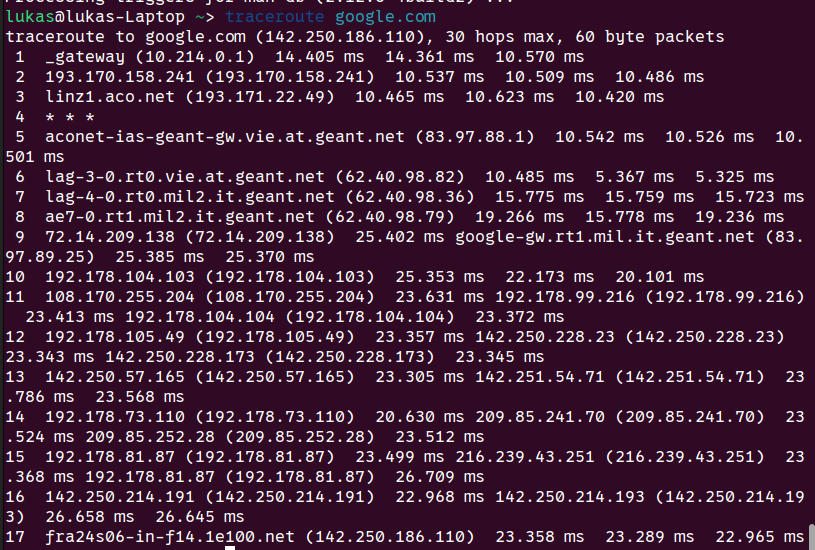 Processing triggers for man-db (2.12.0-4build2) ...
lukas@lukas-Laptop ~> traceroute google.com
traceroute to google.com (142.250.186.110), 30 hops max, 60 byte packets
 1  _gateway (10.214.0.1)  14.405 ms  14.361 ms  10.570 ms
 2  193.170.158.241 (193.170.158.241)  10.537 ms  10.509 ms  10.486 ms
 3  linz1.aco.net (193.171.22.49)  10.465 ms  10.623 ms  10.420 ms
 4  * * *
 5  aconet-ias-geant-gw.vie.at.geant.net (83.97.88.1)  10.542 ms  10.526 ms  10.
501 ms
 6  lag-3-0.rt0.vie.at.geant.net (62.40.98.82)  10.485 ms  5.367 ms  5.325 ms
 7  lag-4-0.rt0.mil2.it.geant.net (62.40.98.36)  15.775 ms  15.759 ms  15.723 ms
 8  ae7-0.rt1.mil2.it.geant.net (62.40.98.79)  19.266 ms  15.778 ms  19.236 ms
 9  72.14.209.138 (72.14.209.138)  25.402 ms google-gw.rt1.mil.it.geant.net (83.
97.89.25)  25.385 ms  25.370 ms
10  192.178.104.103 (192.178.104.103)  25.353 ms  22.173 ms  20.101 ms
11  108.170.255.204 (108.170.255.204)  23.631 ms 192.178.99.216 (192.178.99.216)
  23.413 ms 192.178.104.104 (192.178.104.104)  23.372 ms
12  192.178.105.49 (192.178.105.49)  23.357 ms 142.250.228.23 (142.250.228.23)
23.343 ms 142.250.228.173 (142.250.228.173)  23.345 ms
13  142.250.57.165 (142.250.57.165)  23.305 ms 142.251.54.71 (142.251.54.71)  23
.786 ms  23.568 ms
14  192.178.73.110 (192.178.73.110)  20.630 ms 209.85.241.70 (209.85.241.70)  23
.524 ms 209.85.252.28 (209.85.252.28)  23.512 ms
15  192.178.81.87 (192.178.81.87)  23.499 ms 216.239.43.251 (216.239.43.251)  23
.368 ms 192.178.81.87 (192.178.81.87)  26.709 ms
16  142.250.214.191 (142.250.214.191)  22.968 ms 142.250.214.193 (142.250.214.19
3)  26.658 ms  26.645 ms
17  fra24s06-in-f14.1e100.net (142.250.186.110)  23.358 ms  23.289 ms  22.965 ms